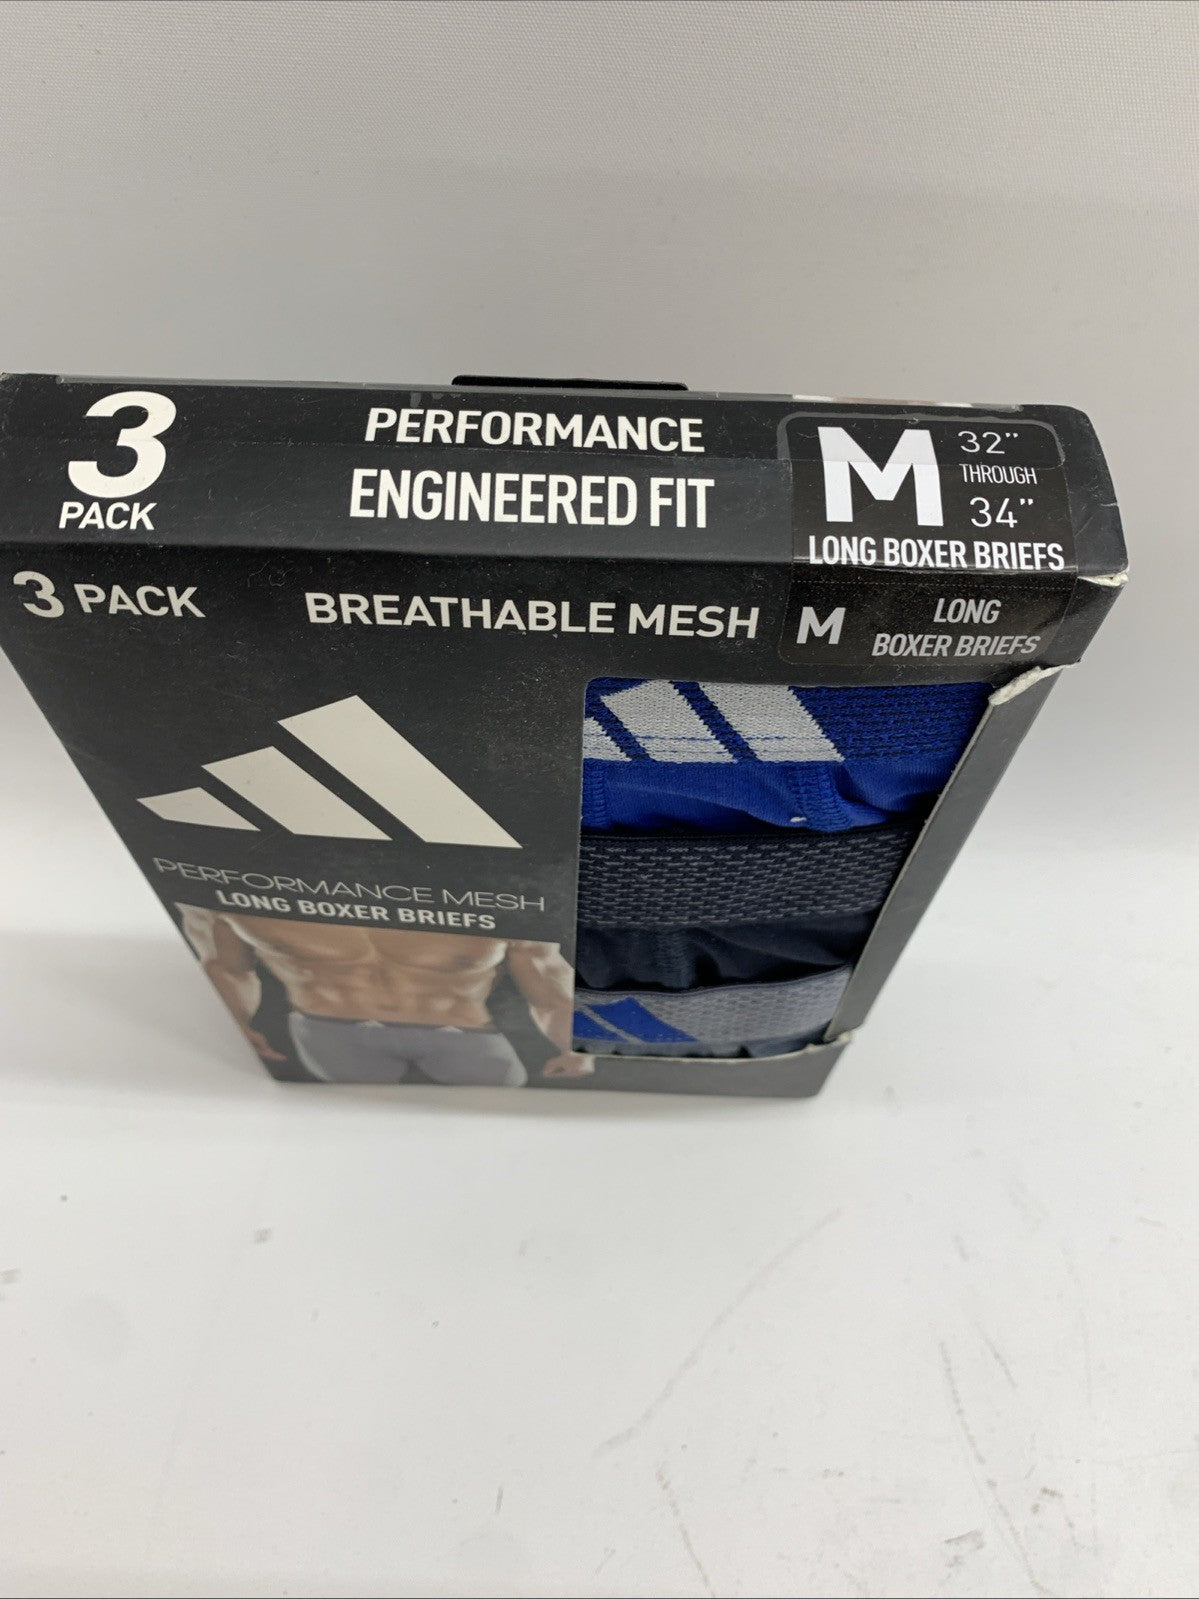 3
PACK
PERFORMANCE
ENGINEERED FIT
M
32"
THROUGH
34"
LONG BOXER BRIEFS
3 PACK
BREATHABLE MESH
M
LONG
BOXER BRIEFS
PERFORMANCE MESH
LONG BOXER BRIEFS